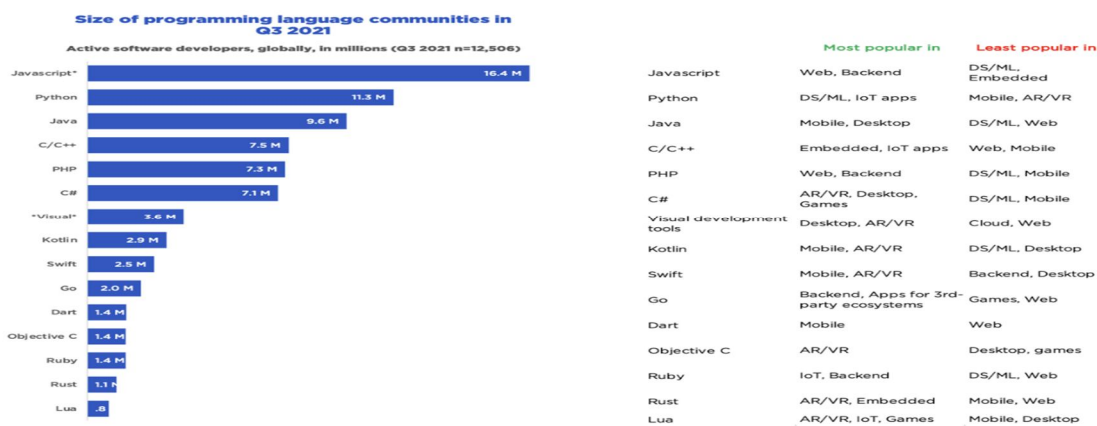 Size of programming language communities in
Q3 2021
Active software developers, globally, in millions (Q3 2021 n=12,506)
Javascript* 16.4 M
Python 11.3 M
Java 9.6 M
C/C++ 7.5 M
PHP 7.3 M
C# 7.1 M
"Visual" 3.6 M
Kotlin 2.9 M
Swift 2.5 M
Go 2.0 M
Dart 1.4 M
Objective C 1.4 M
Ruby 1.4 M
Rust 1.1 M
Lua .8
Most popular in Least popular in
Javascript Web, Backend DS/ML,
Embedded
Python DS/ML, IoT apps Mobile, AR/VR
Java Mobile, Desktop DS/ML, Web
C/C++ Embedded, IoT apps Web, Mobile
PHP Web, Backend DS/ML, Mobile
C# AR/VR, Desktop,
Games DS/ML, Mobile
Visual development
tools Desktop, AR/VR Cloud, Web
Kotlin Mobile, AR/VR DS/ML, Desktop
Swift Mobile, AR/VR Backend, Desktop
Go Backend, Apps for 3rd-
party ecosystems Games, Web
Dart Mobile Web
Objective C AR/VR Desktop, games
Ruby IoT, Backend DS/ML, Web
Rust AR/VR, Embedded Mobile, Web
Lua AR/VR, IoT, Games Mobile, Desktop